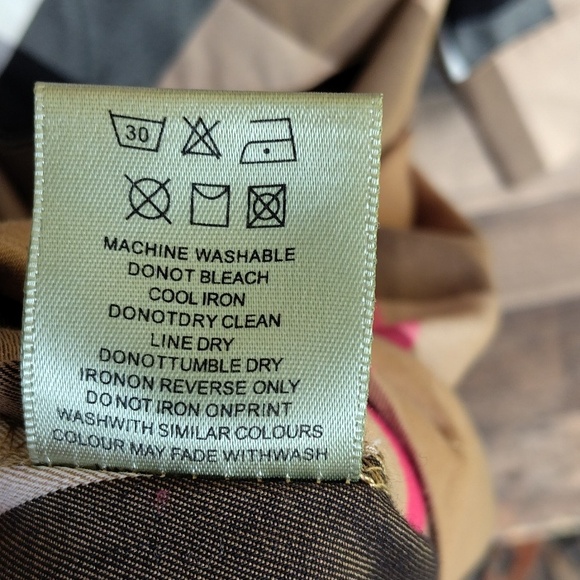 30
MACHINE WASHABLE
DONOT BLEACH
COOL IRON
DONOTDRY CLEAN
LINE DRY
DONOTTUMBLE DRY
IRONON REVERSE ONLY
DO NOT IRON ONPRINT
WASHWITH SIMILAR COLOURS
COLOUR MAY FADE WITHWASH